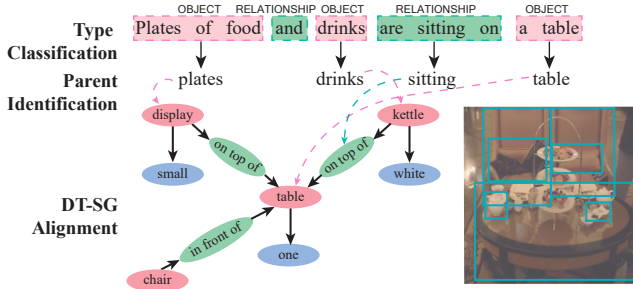 OBJECT RELATIONSHIP OBJECT RELATIONSHIP OBJECT
Type Classification
Plates of food and drinks are sitting on a table
Parent Identification
plates drinks sitting table
display kettle
on top of on top of
small white
DT-SG Alignment
table
in front of
one
chair